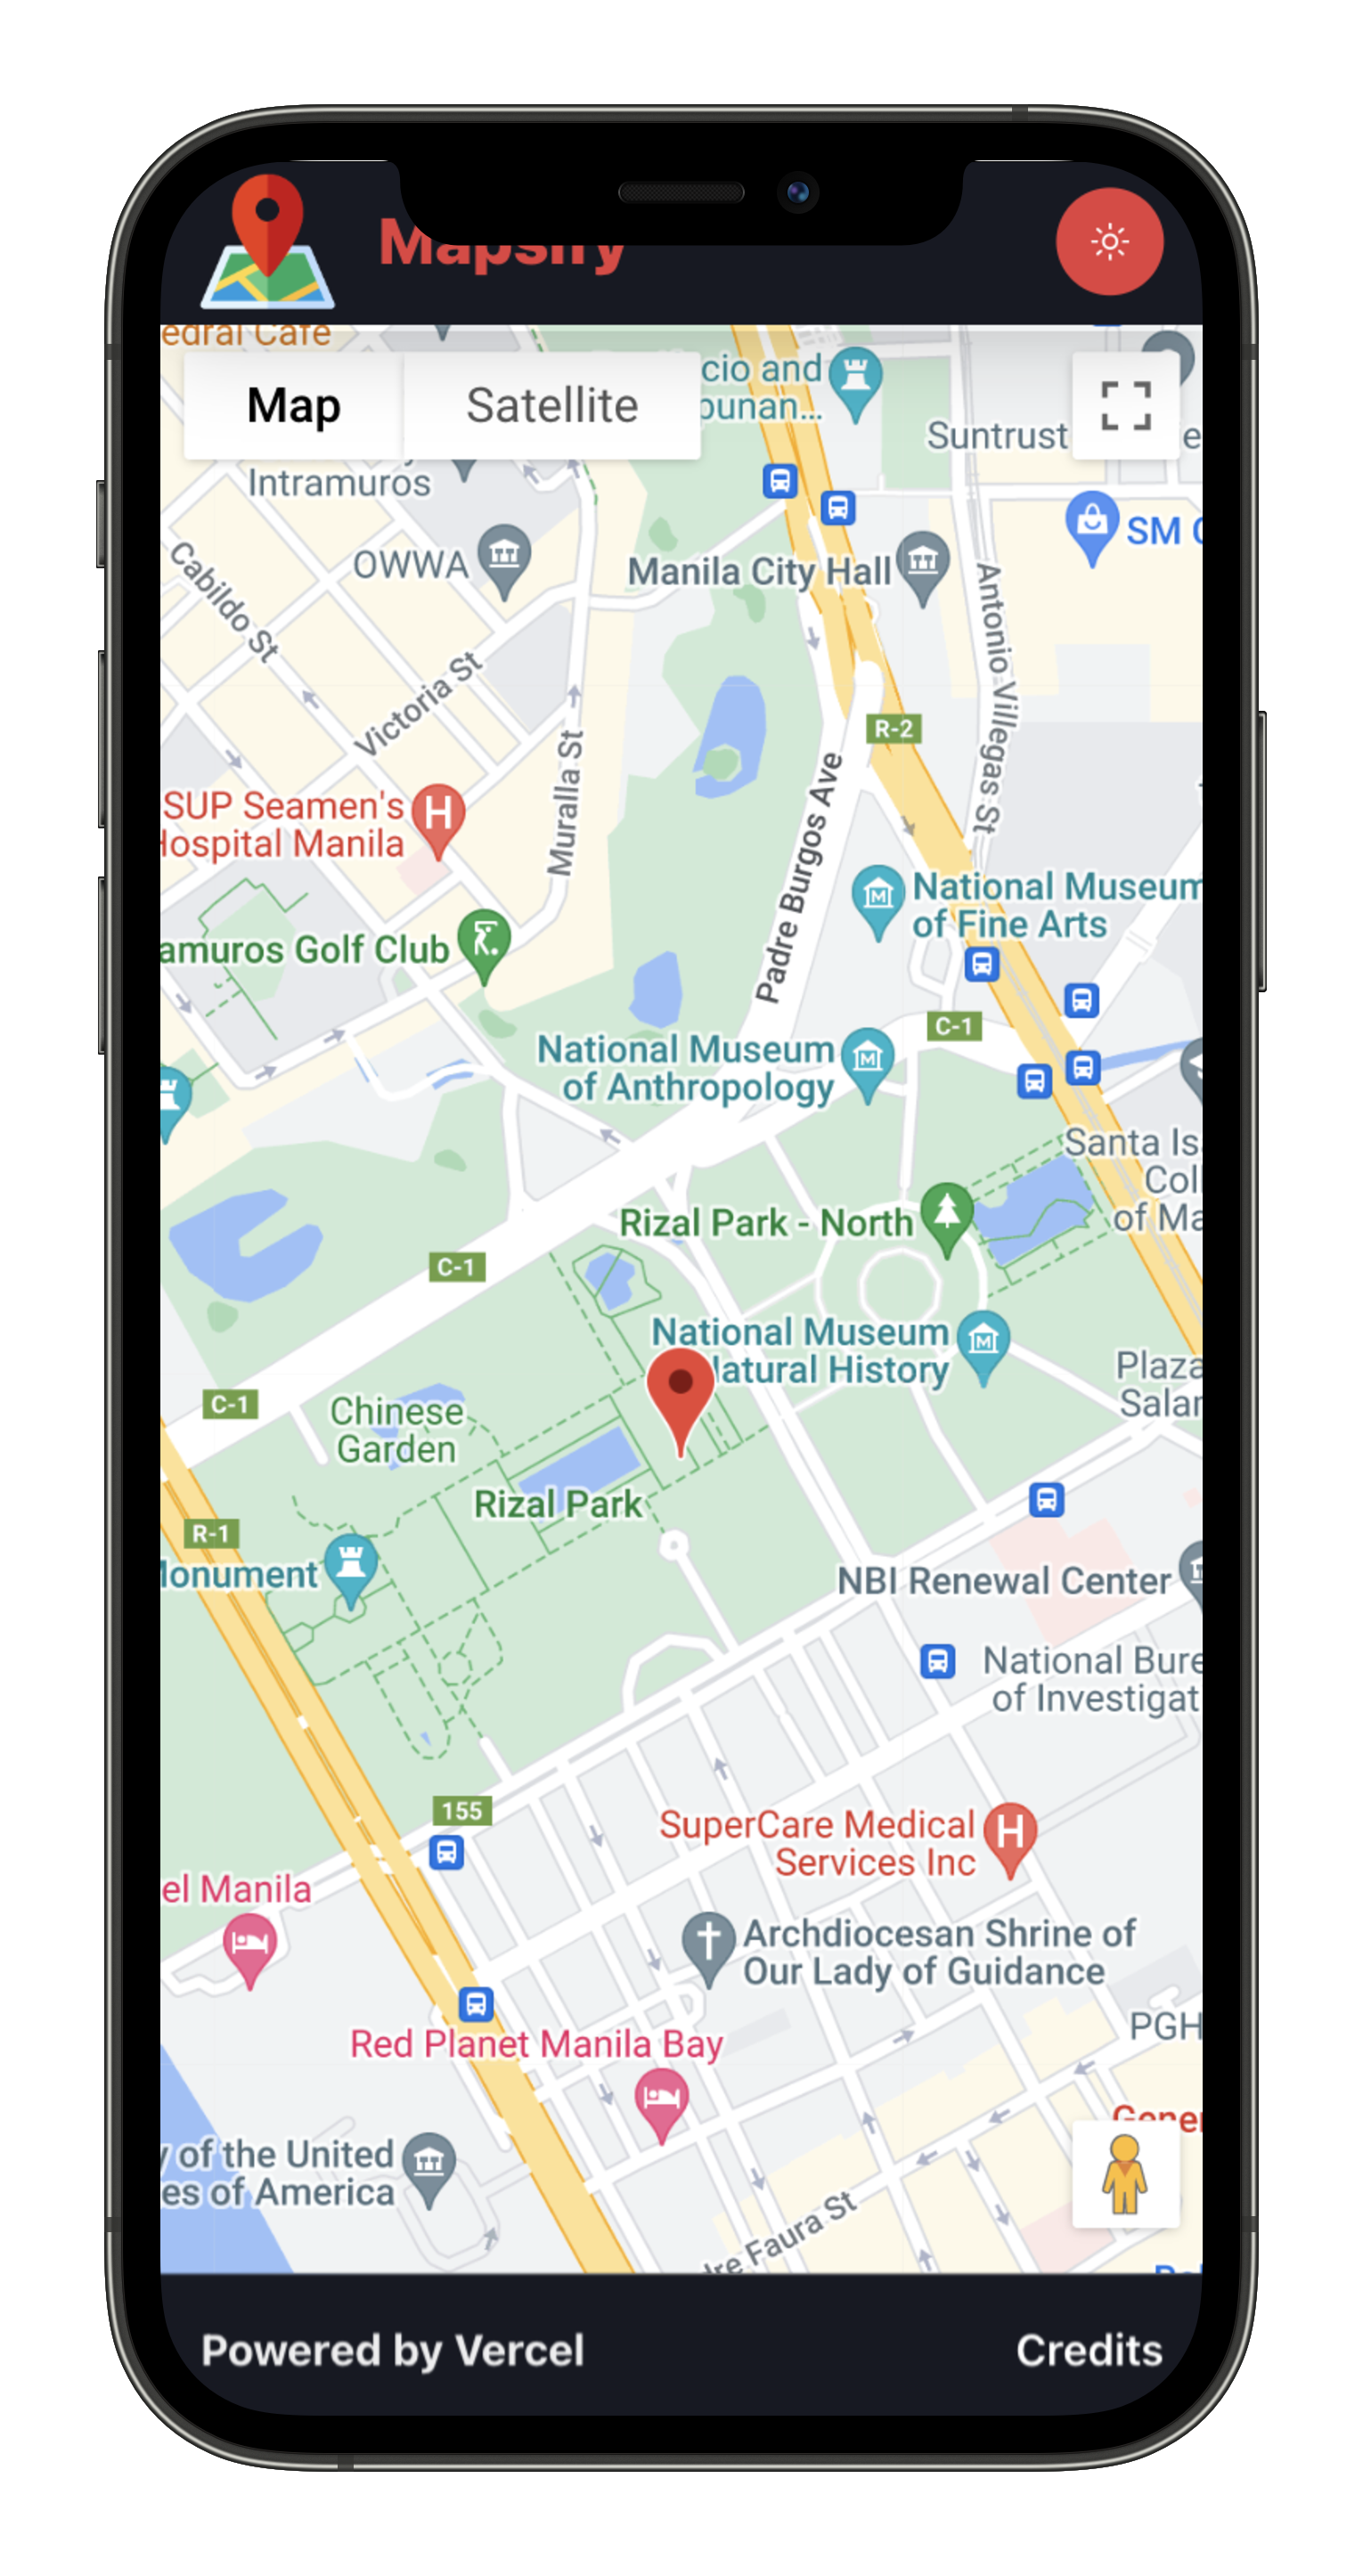 Mapsify
edral Cafe
Map
Satellite
cio and
ounan...
Suntrust
e
Intramuros
OWWA
Manila City Hall
SM
Cabildo St
Antonio Villegas St
Victoria St
R-2
Muralla St
Padre Burgos Ave
SUP Seamen's
Hospital Manila
National Museum
of Fine Arts
amuros Golf Club
C-1
National Museum
of Anthropology
Santa Is
Coll
of Ma
Rizal Park - North
C-1
National Museum
Natural History
Plaza
Salar
C-1
Chinese
Garden
Rizal Park
R-1
Monument
NBI Renewal Center
National Bure
of Investigat
155
SuperCare Medical
Services Inc
el Manila
Archdiocesan Shrine of
Our Lady of Guidance
PGH
Red Planet Manila Bay
Gener
y of the United
es of America
dre Faura St
Powered by Vercel
Credits